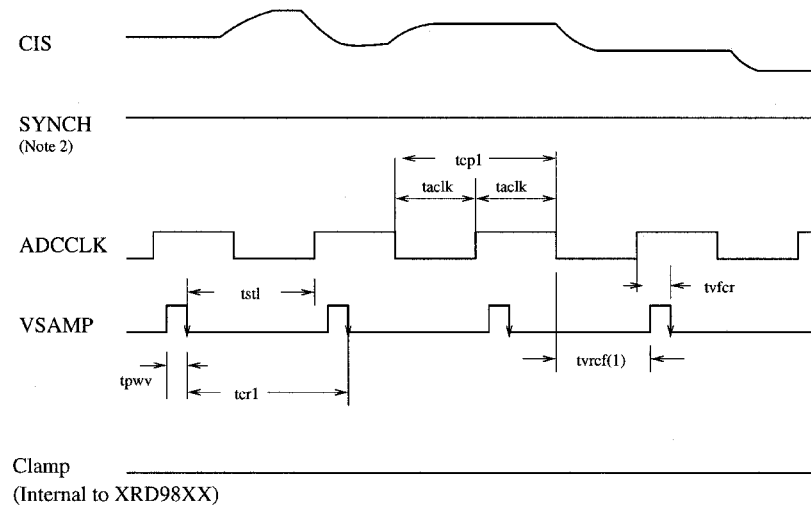 CIS
SYNCH
(Note 2)
tcp1
taclk taclk
ADCCLK
tstl tvfcr
VSAMP
tpwv tcr1 tvrcf(1)
Clamp
(Internal to XRD98XX)